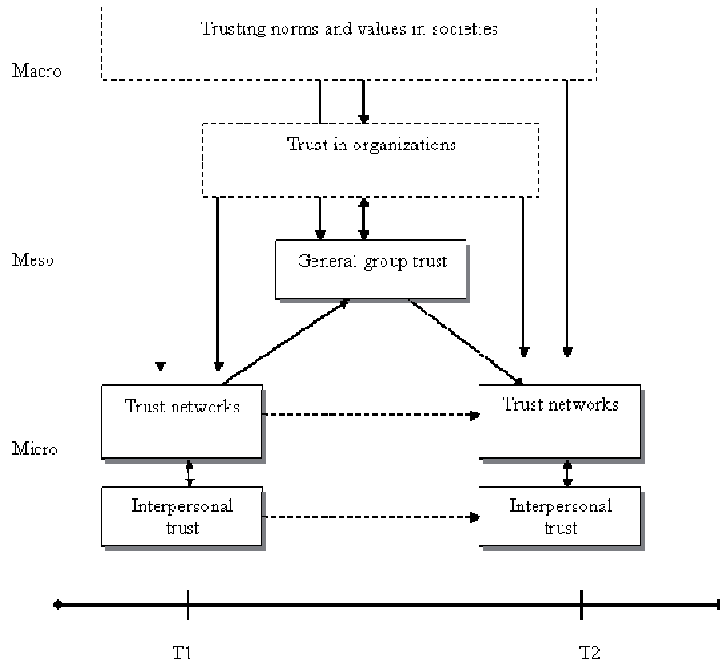 Trusting norms and values in societies
Macro
Trust in organizations
Meso
General group trust
Trust networks
Trust networks
Micro
Interpersonal
trust
Interpersonal
trust
T1
T2